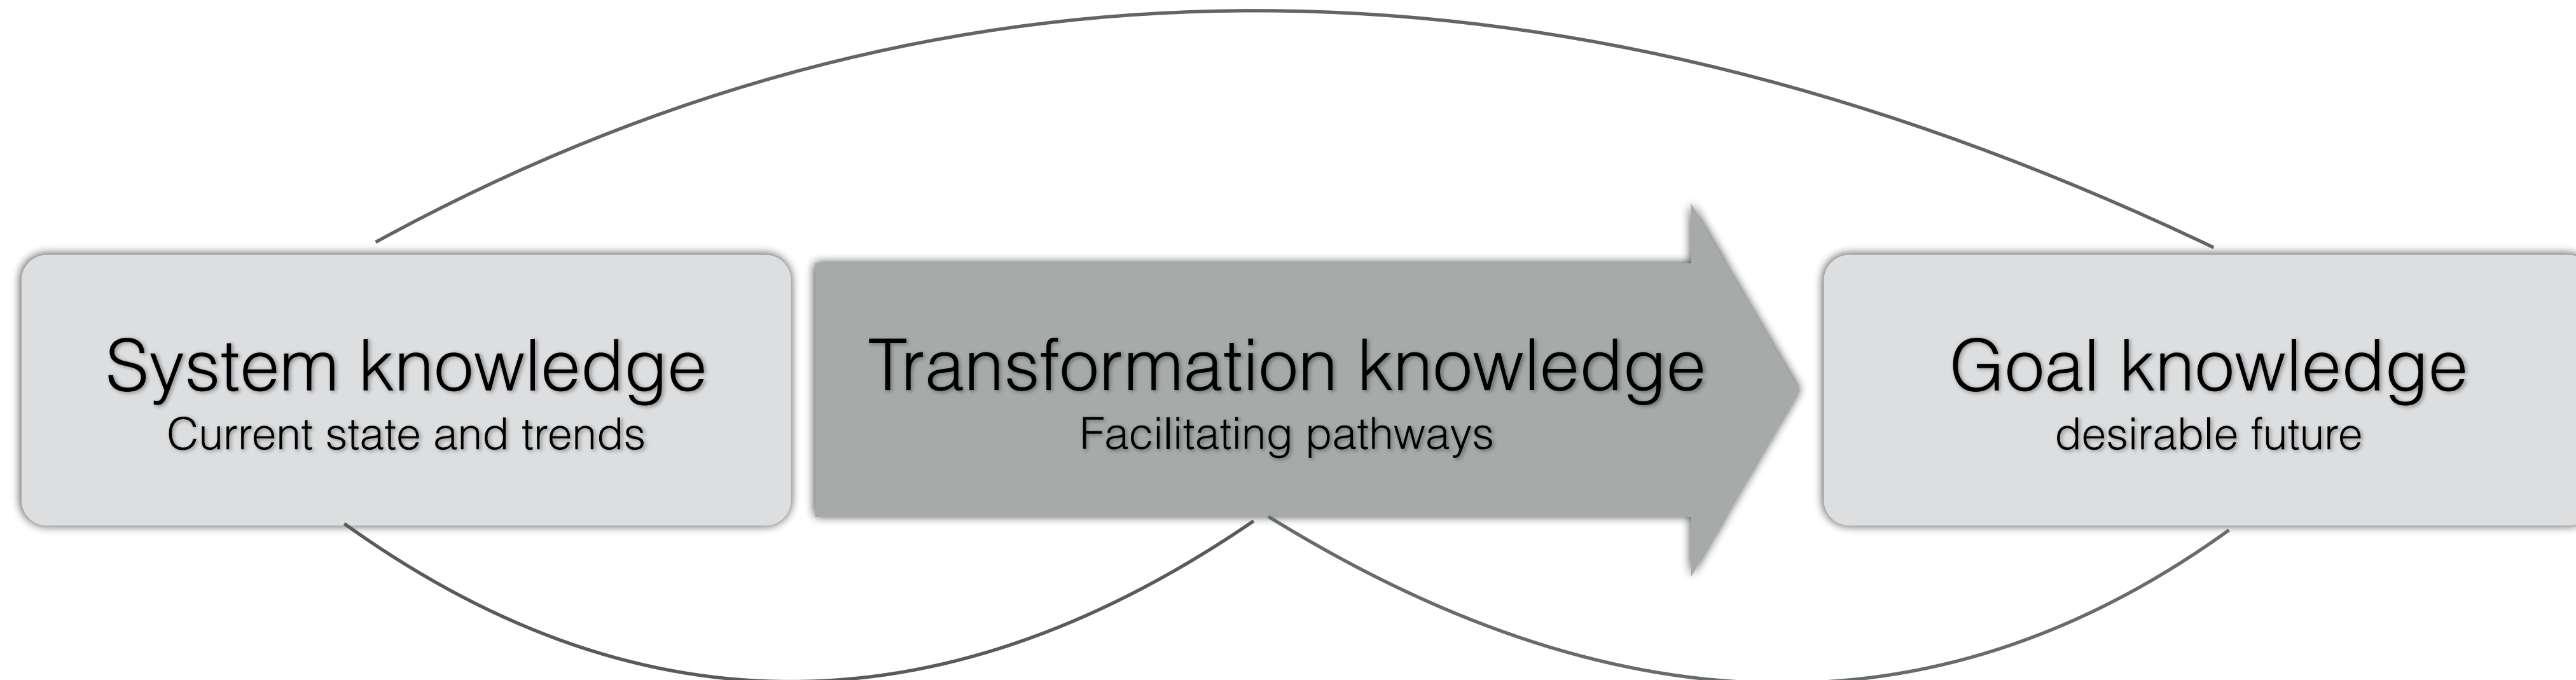 System knowledge
Current state and trends
Transformation knowledge
Facilitating pathways
Goal knowledge
desirable future